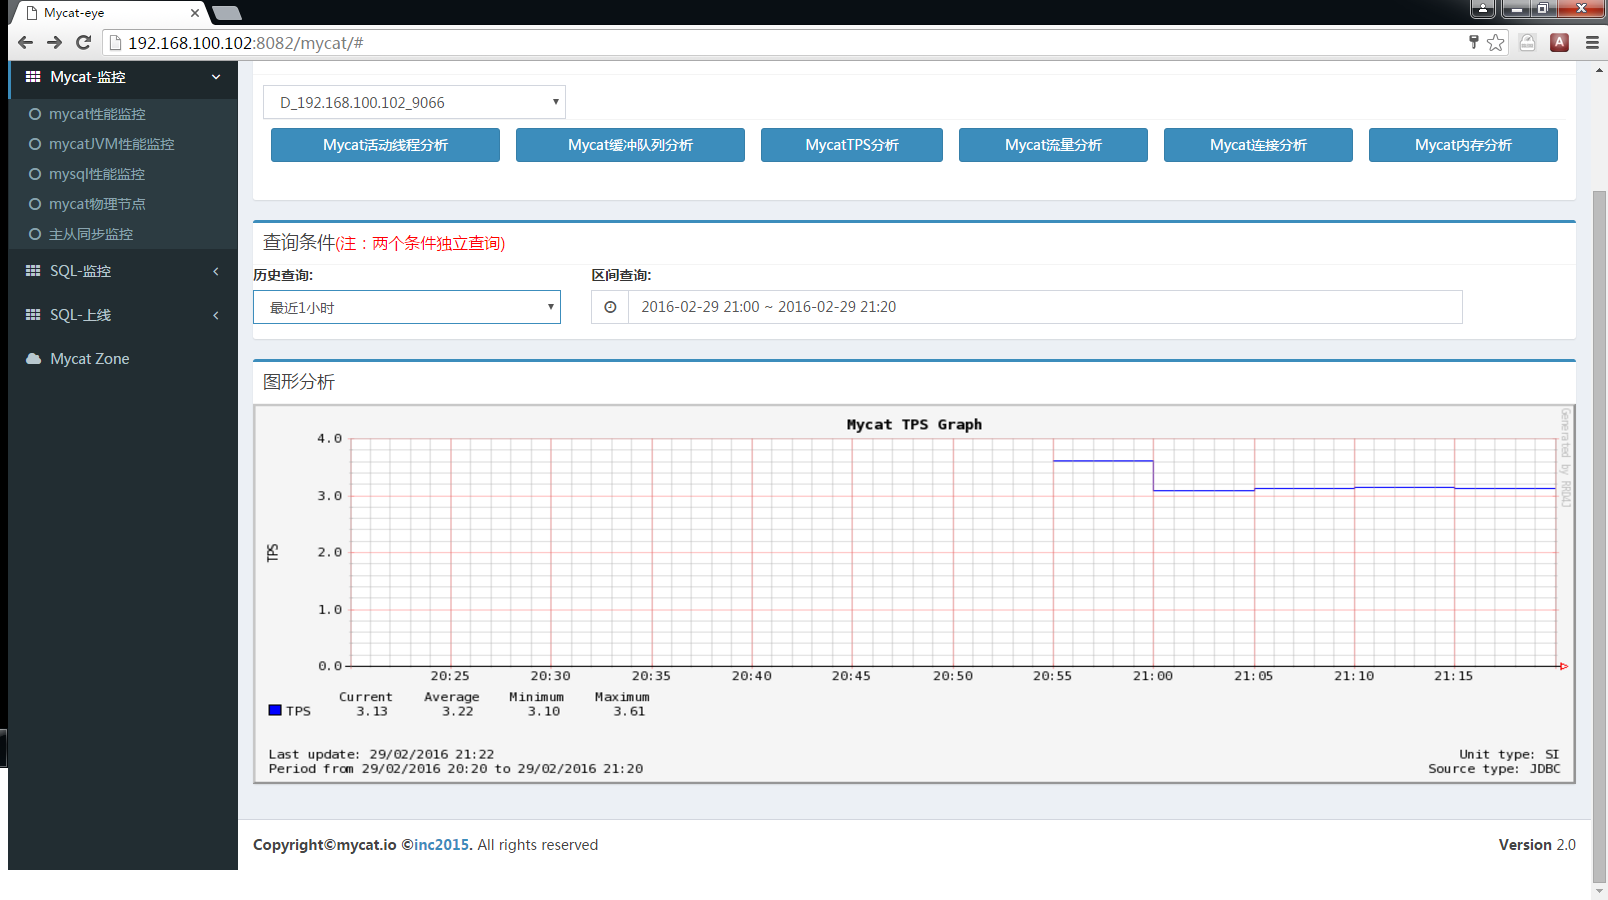 Mycat-eye
192.168.100.102:8082/mycat/#
Mycat-监控
mycat性能监控
mycatJVM性能监控
mysql性能监控
mycat物理节点
主从同步监控
SQL-监控
SQL-上线
Mycat Zone
D_192.168.100.102_9066
Mycat活动线程分析 Mycat缓冲队列分析 MycatTPS分析 Mycat流量分析 Mycat连接分析 Mycat内存分析
查询条件(注：两个条件独立查询)
历史查询: 区间查询:
最近1小时 2016-02-29 21:00 ~ 2016-02-29 21:20
图形分析
Mycat TPS Graph
Generated by RRD4J
TPS
4.0
3.0
2.0
1.0
0.0
20:25 20:30 20:35 20:40 20:45 20:50 20:55 21:00 21:05 21:10 21:15
Current Average Minimum Maximum
TPS 3.13 3.22 3.10 3.61
Last update: 29/02/2016 21:22 Unit type: SI
Period from 29/02/2016 20:20 to 29/02/2016 21:20 Source type: JDBC
Copyright©mycat.io ©inc2015. All rights reserved Version 2.0